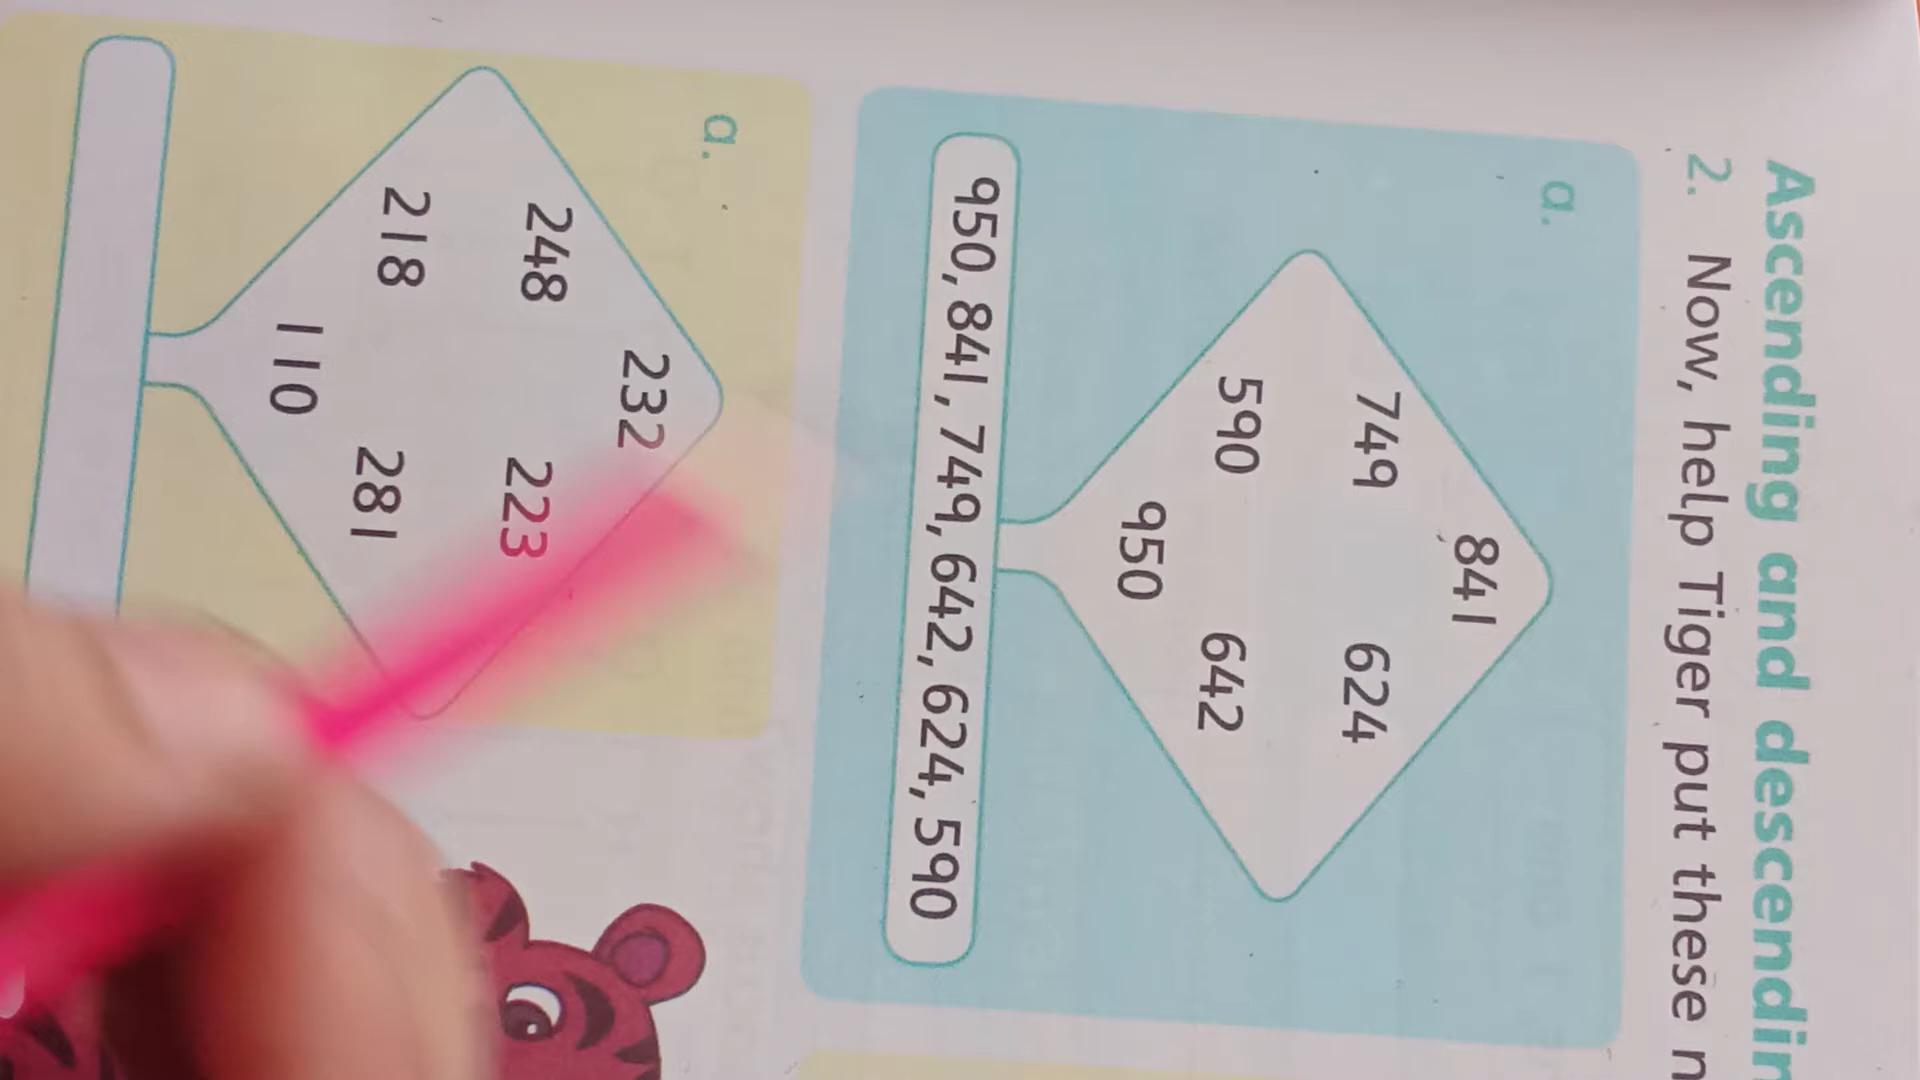 Ascending and descendin
2. Now, help Tiger put these n
a.
841
749 624
590 642
950
950, 841, 749, 642, 624, 590
a.
232
248 223
218 281
110